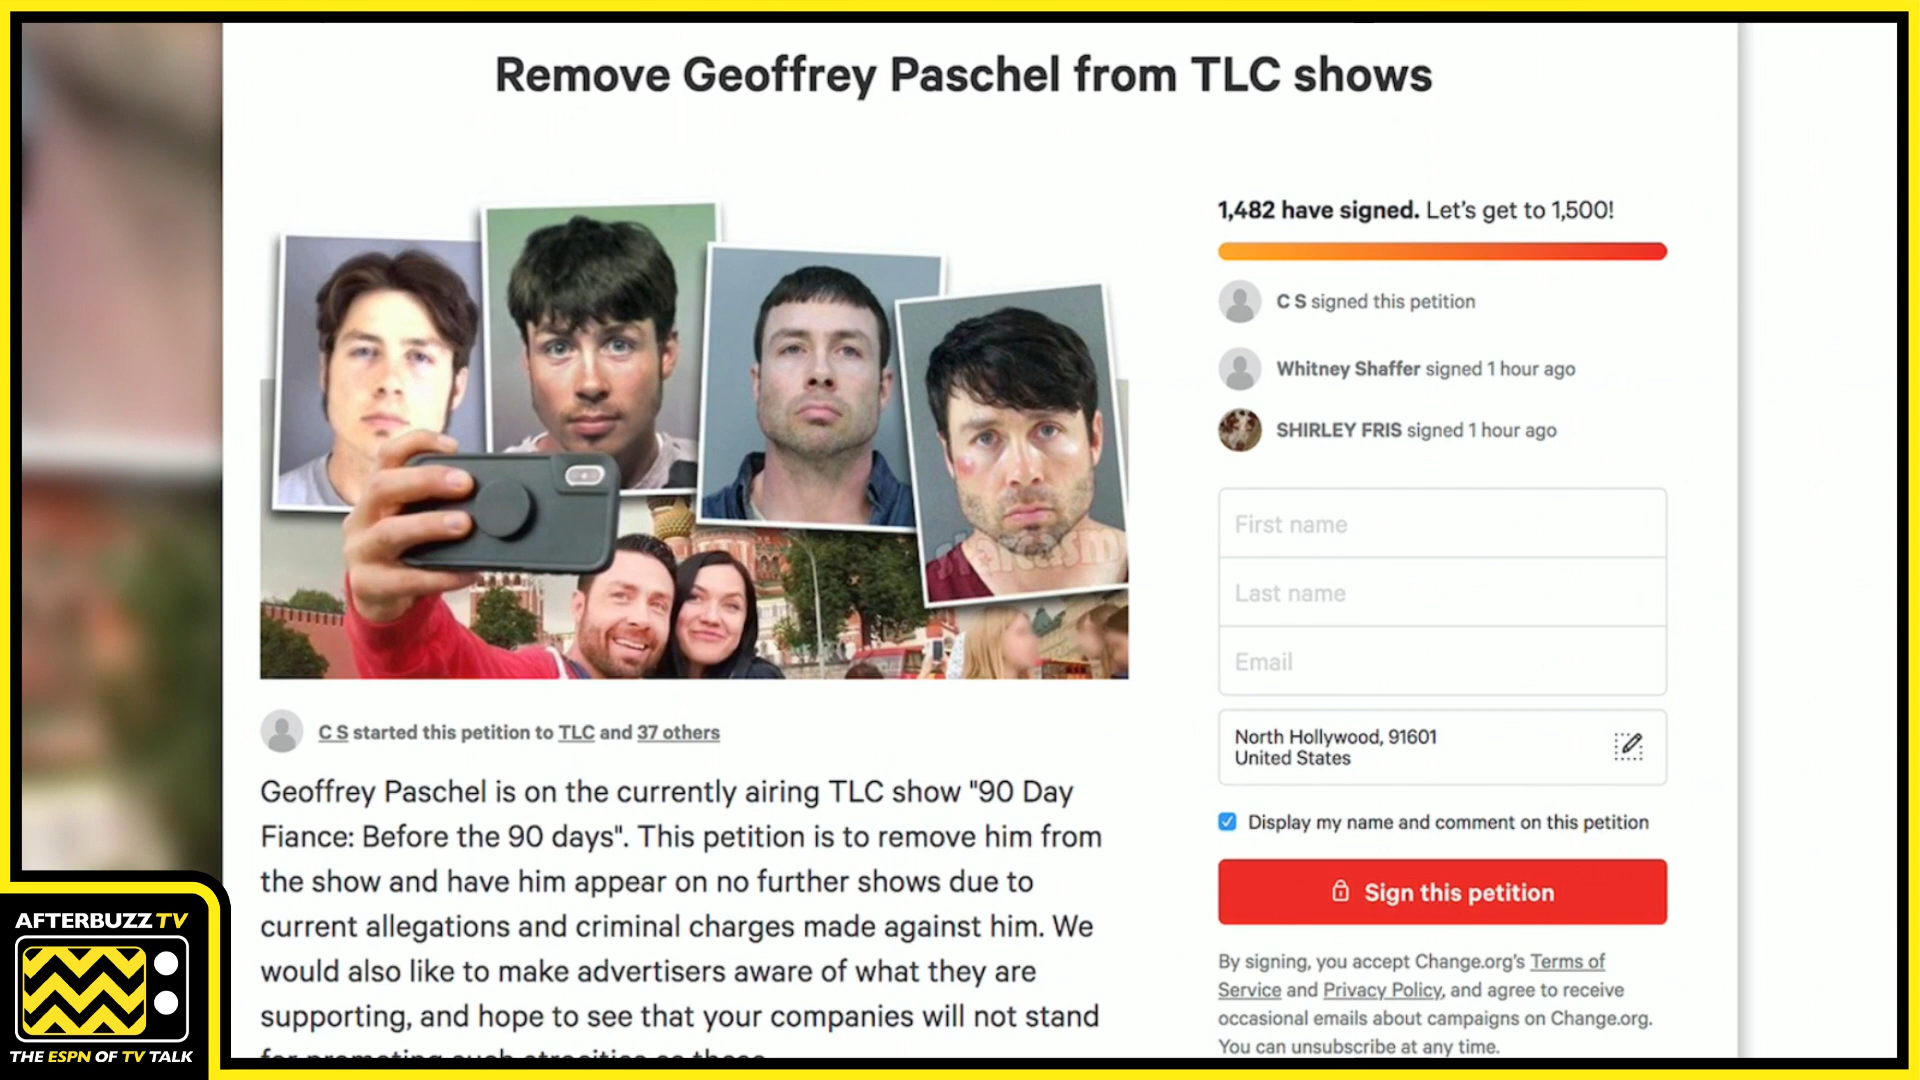 Remove Geoffrey Paschel from TLC shows
1,482 have signed. Let's get to 1,500!
C S signed this petition
Whitney Shaffer signed 1 hour ago
SHIRLEY FRIS signed 1 hour ago
First name
Last name
Email
North Hollywood, 91601
United States
Display my name and comment on this petition
Sign this petition
By signing, you accept Change.org's Terms of
Service and Privacy Policy, and agree to receive
occasional emails about campaigns on Change.org.
You can unsubscribe at any time.
starcasm
C S started this petition to TLC and 37 others
Geoffrey Paschel is on the currently airing TLC show "90 Day
Fiance: Before the 90 days". This petition is to remove him from
the show and have him appear on no further shows due to
current allegations and criminal charges made against him. We
would also like to make advertisers aware of what they are
supporting, and hope to see that your companies will not stand
for promoting such atrocities as these
AFTERBUZZ TV
THE ESPN OF TV TALK